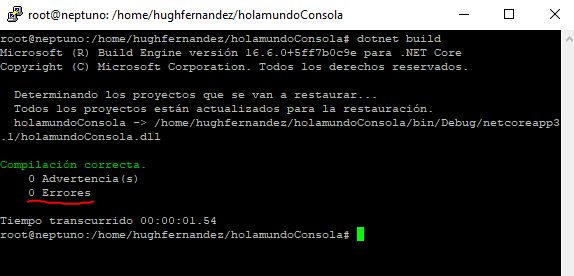 root@neptuno: /home/hughfernandez/holamundoConsola
root@neptuno:/home/hughfernandez/holamundoConsola# dotnet build
Microsoft (R) Build Engine versión 16.6.0+5ff7b0c9e para .NET Core
Copyright (C) Microsoft Corporation. Todos los derechos reservados.
Determinando los proyectos que se van a restaurar...
Todos los proyectos están actualizados para la restauración.
holamundoConsola -> /home/hughfernandez/holamundoConsola/bin/Debug/netcoreapp3
.1/holamundoConsola.dll
Compilación correcta.
0 Advertencia(s)
0 Errores
Tiempo transcurrido 00:00:01.54
root@neptuno:/home/hughfernandez/holamundoConsola#